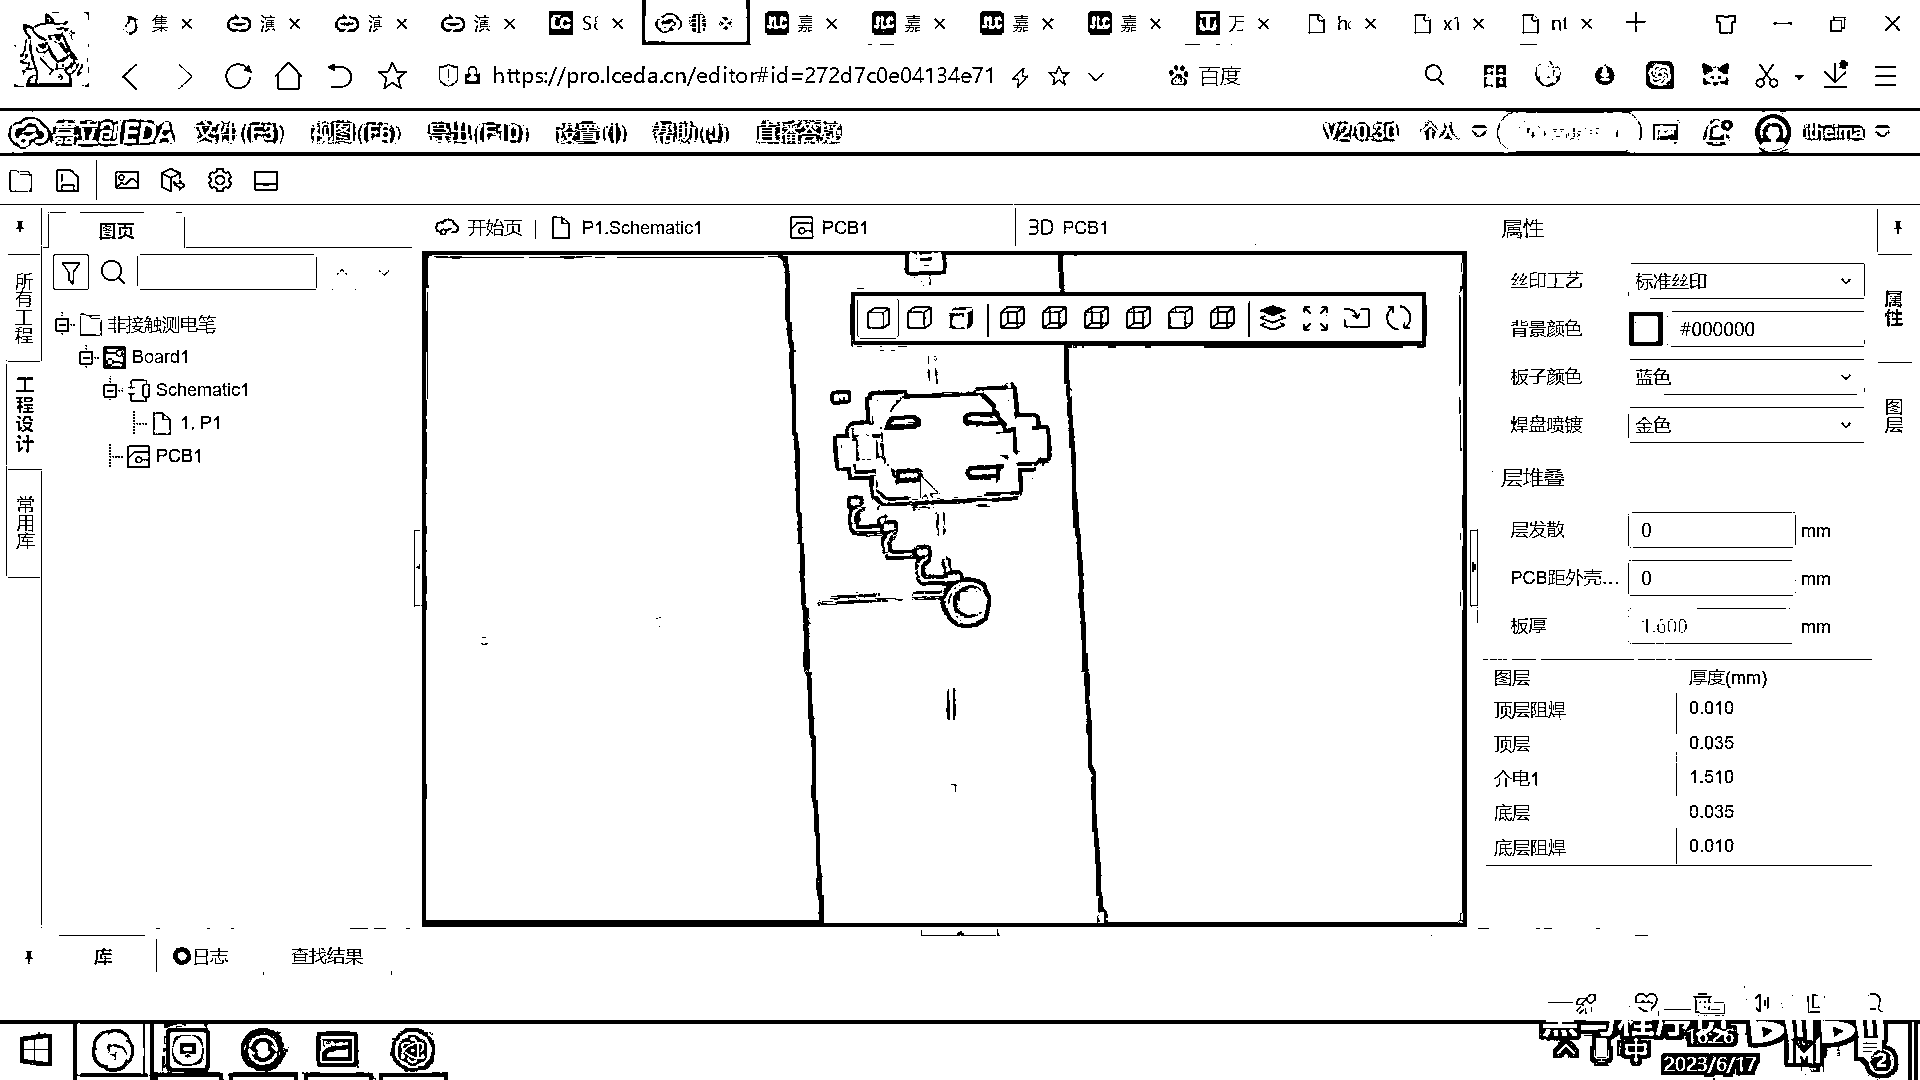 集 演 演 演 S 非 嘉 嘉 嘉 嘉 万 x1
https://pro.lceda.cn/editor#id=272d7c0e04134e71 百度
嘉立创EDA 文件(F3) 视图(F6) 导出(F10) 设置(I) 帮助(J) 直播答疑 V2.0.30 个人 itheima
图页 开始页 P1.Schematic1 PCB1 3D PCB1 属性
所有工程
工程设计
常用库
非接触测电笔
Board1
Schematic1
1. P1
PCB1
丝印工艺 标准丝印
背景颜色 #000000
板子颜色 蓝色
焊盘喷镀 金色
层堆叠
层发散 0 mm
PCB距外壳... 0 mm
板厚 1.600 mm
图层 厚度(mm)
顶层阻焊 0.010
顶层 0.035
介电1 1.510
底层 0.035
底层阻焊 0.010
属性
图层
库 日志 查找结果
黑马程序员
中 16:26
2023/6/17 2